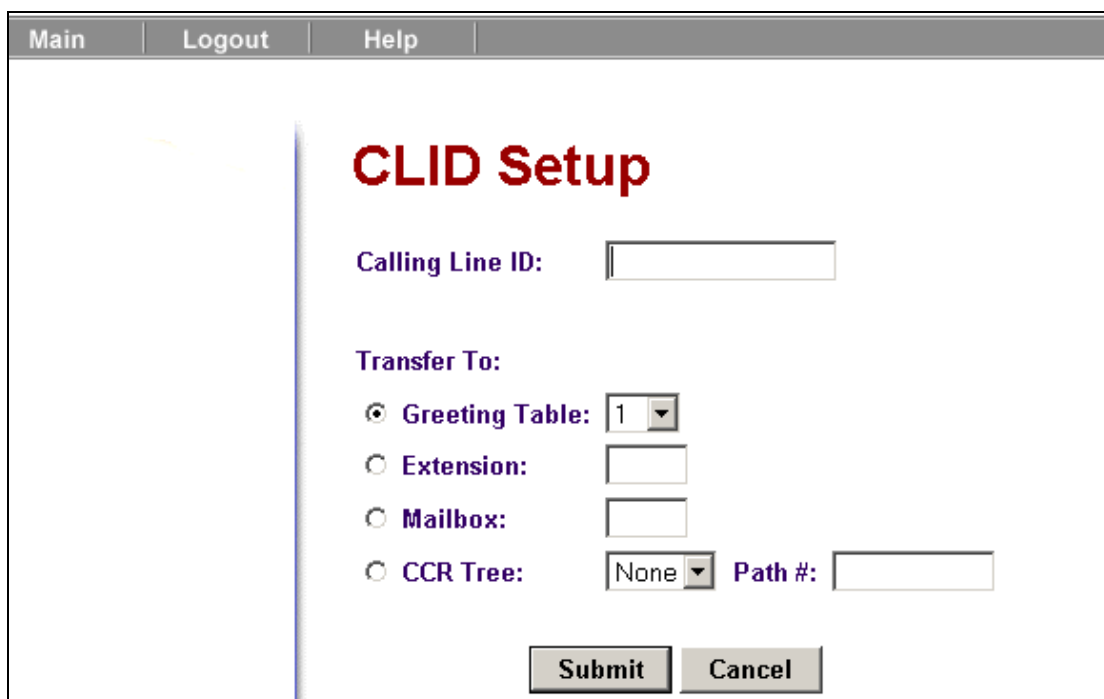 Main Logout Help
CLID Setup
Calling Line ID:
Transfer To:
Greeting Table: 1
Extension:
Mailbox:
CCR Tree: None Path #:
Submit Cancel